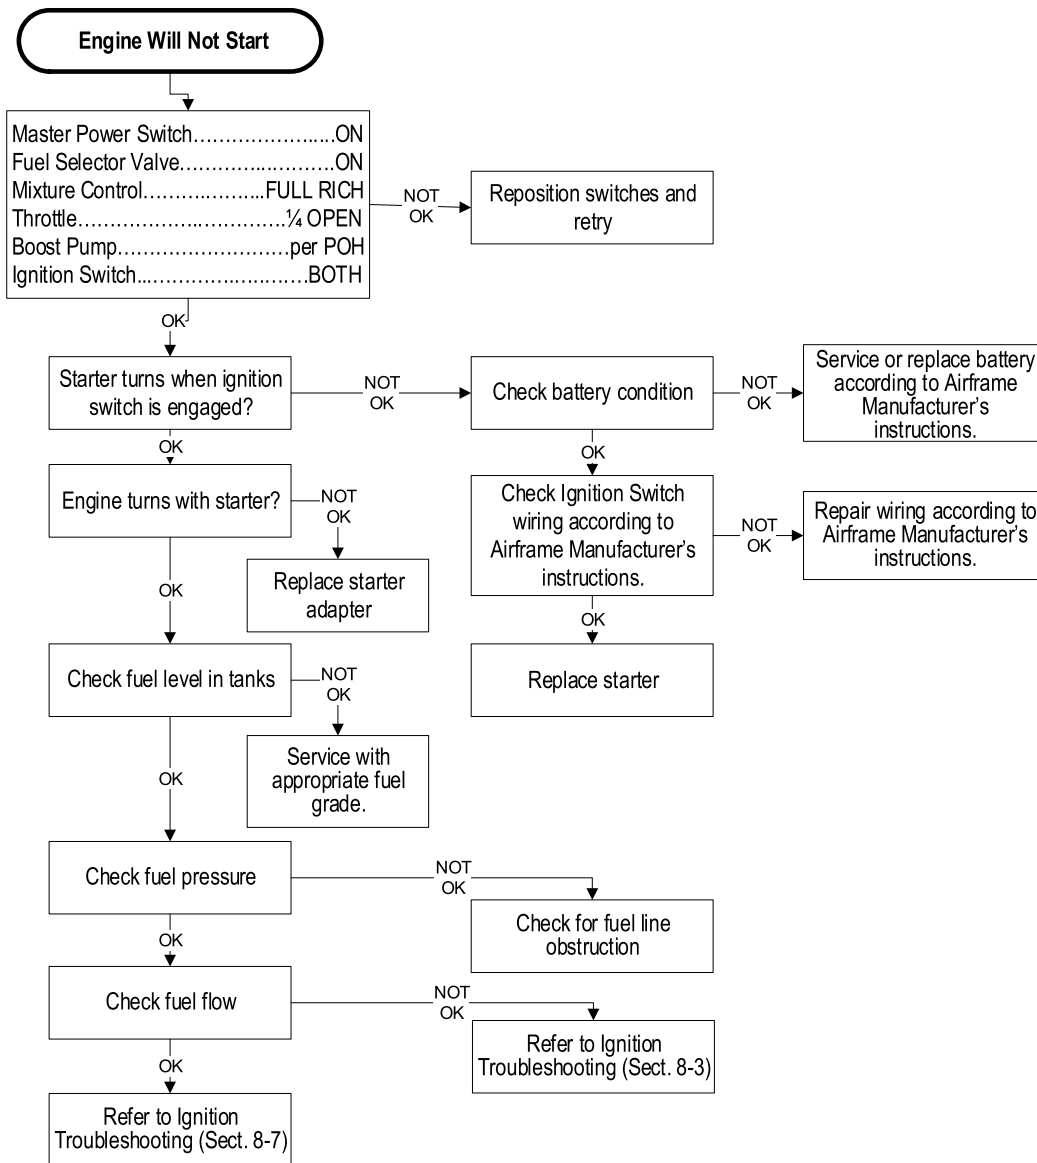 Engine Will Not Start
Master Power Switch........................ON
Fuel Selector Valve...........................ON
Mixture Control...................FULL RICH
Throttle................................¼ OPEN
Boost Pump...........................per POH
Ignition Switch............................BOTH
NOT
OK
Reposition switches and
retry
OK
Starter turns when ignition
switch is engaged?
NOT
OK
Check battery condition
NOT
OK
Service or replace battery
according to Airframe
Manufacturer's
instructions.
OK
OK
Engine turns with starter?
NOT
OK
Replace starter
adapter
Check Ignition Switch
wiring according to
Airframe Manufacturer's
instructions.
NOT
OK
Repair wiring according to
Airframe Manufacturer's
instructions.
OK
OK
Replace starter
Check fuel level in tanks
NOT
OK
Service with
appropriate fuel
grade.
OK
Check fuel pressure
NOT
OK
Check for fuel line
obstruction
OK
Check fuel flow
NOT
OK
Refer to Ignition
Troubleshooting (Sect. 8-3)
OK
Refer to Ignition
Troubleshooting (Sect. 8-7)